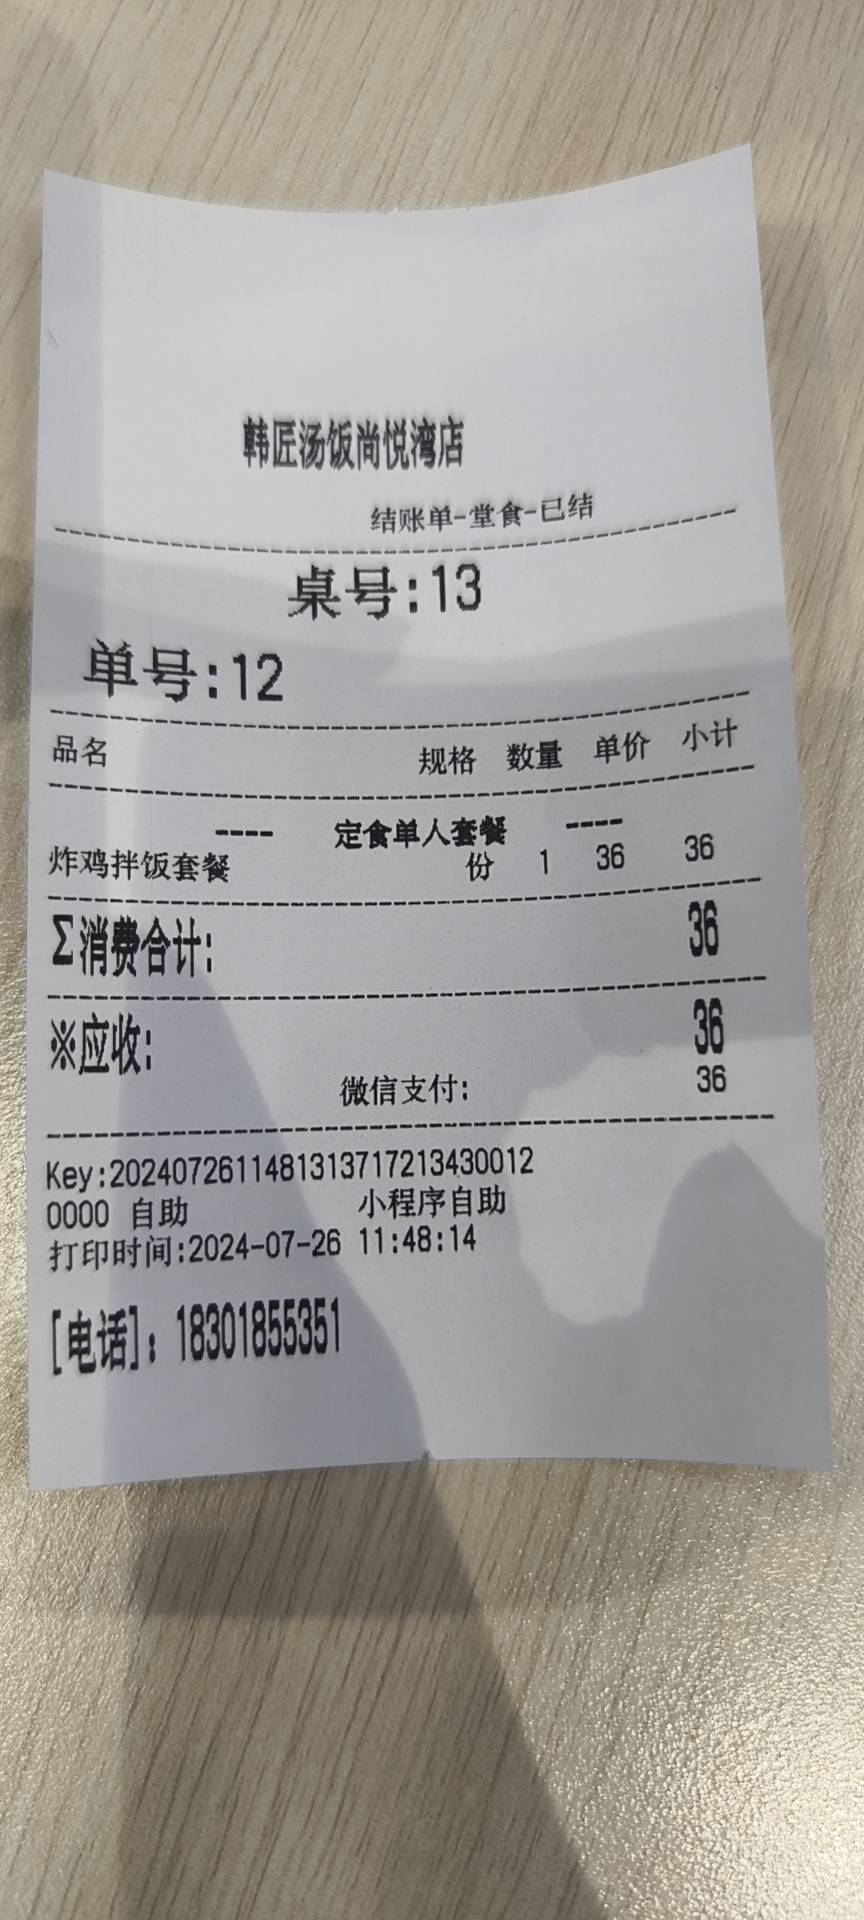 韩匠汤饭尚悦湾店
结账单-堂食-已结
桌号:13
单号:12
品名 规格 数量 单价 小计
---- 定食单人套餐 ----
炸鸡拌饭套餐 份 1 36 36
Σ消费合计: 36
※应收: 36
微信支付: 36
Key:2024072611481313717213430012
0000 自助 小程序自助
打印时间:2024-07-26 11:48:14
[电话]: 18301855351